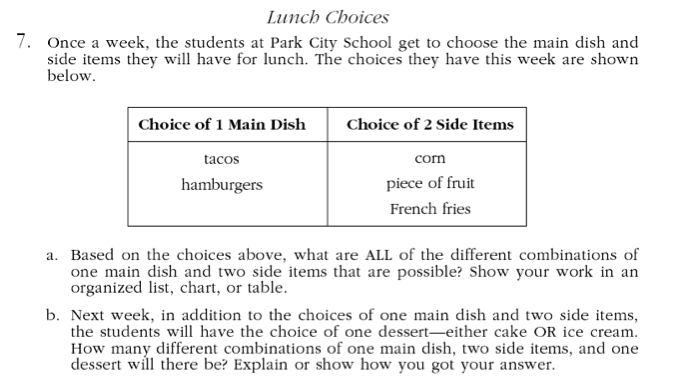 Lunch Choices
7. Once a week, the students at Park City School get to choose the main dish and
side items they will have for lunch. The choices they have this week are shown
below.
Choice of 1 Main Dish
Choice of 2 Side Items
tacos
corn
hamburgers
piece of fruit
French fries
a. Based on the choices above, what are ALL of the different combinations of
one main dish and two side items that are possible? Show your work in an
organized list, chart, or table.
b. Next week, in addition to the choices of one main dish and two side items,
the students will have the choice of one dessert—either cake OR ice cream.
How many different combinations of one main dish, two side items, and one
dessert will there be? Explain or show how you got your answer.